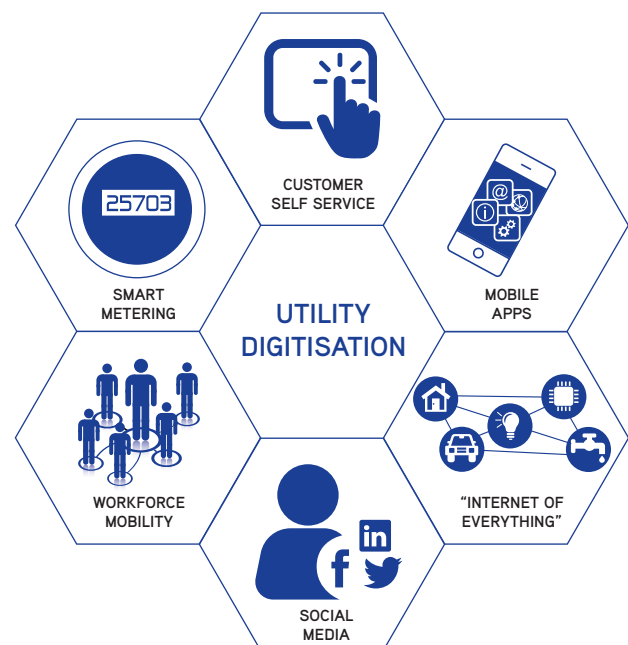 CUSTOMER
SELF SERVICE
25703
SMART
METERING
@
i
MOBILE
APPS
UTILITY
DIGITISATION
WORKFORCE
MOBILITY
"INTERNET OF
EVERYTHING"
in
f
SOCIAL
MEDIA